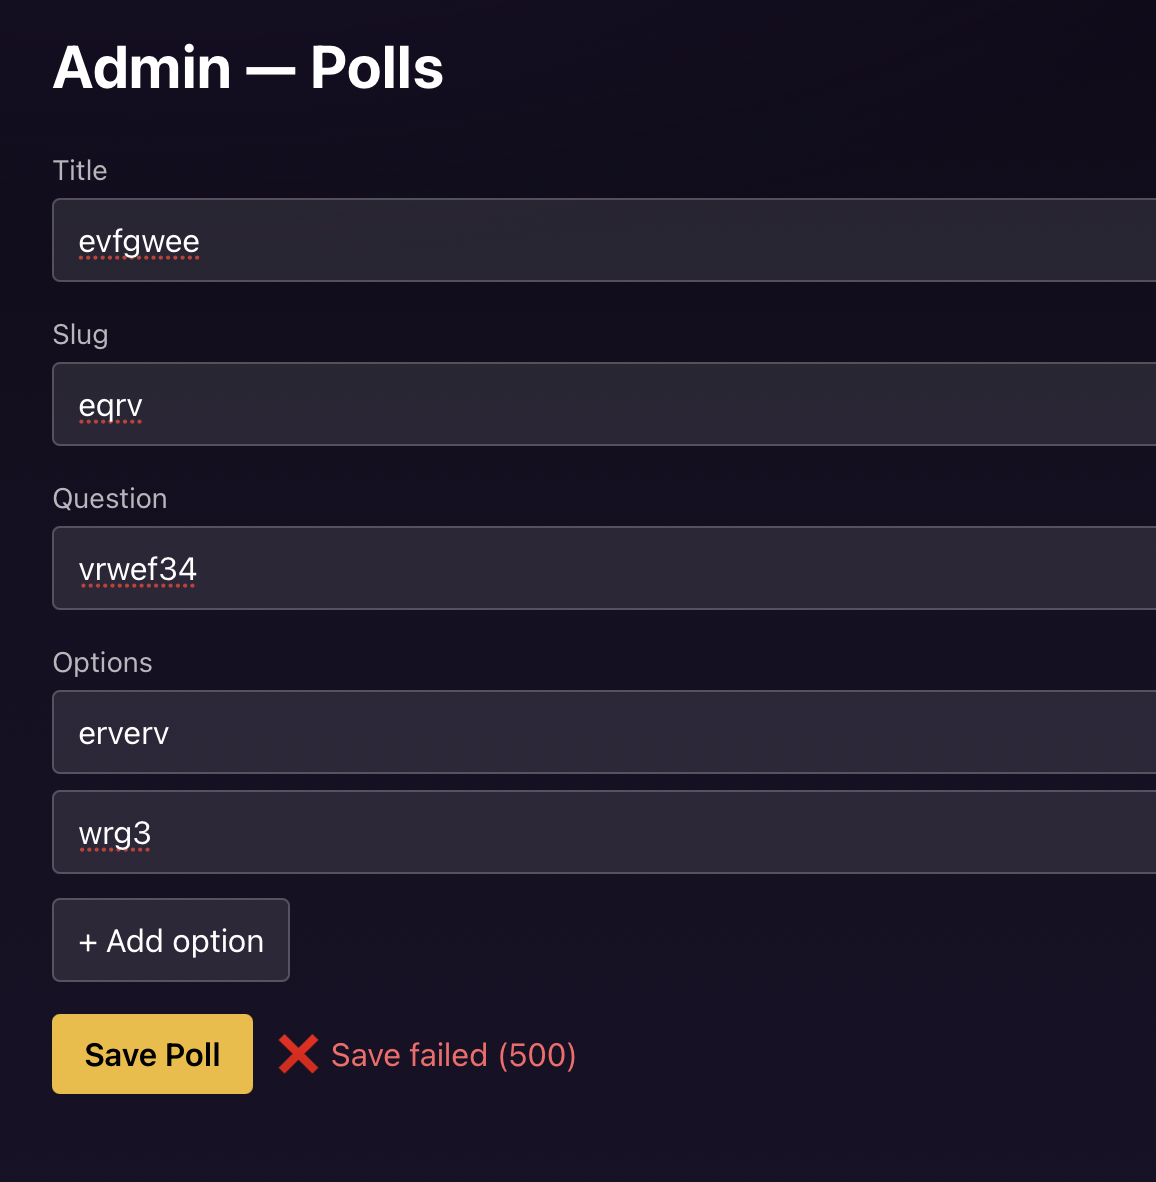 Admin — Polls
Title
evfgwee
Slug
eqrv
Question
vrwef34
Options
erverv
wrg3
+ Add option
Save Poll ❌ Save failed (500)